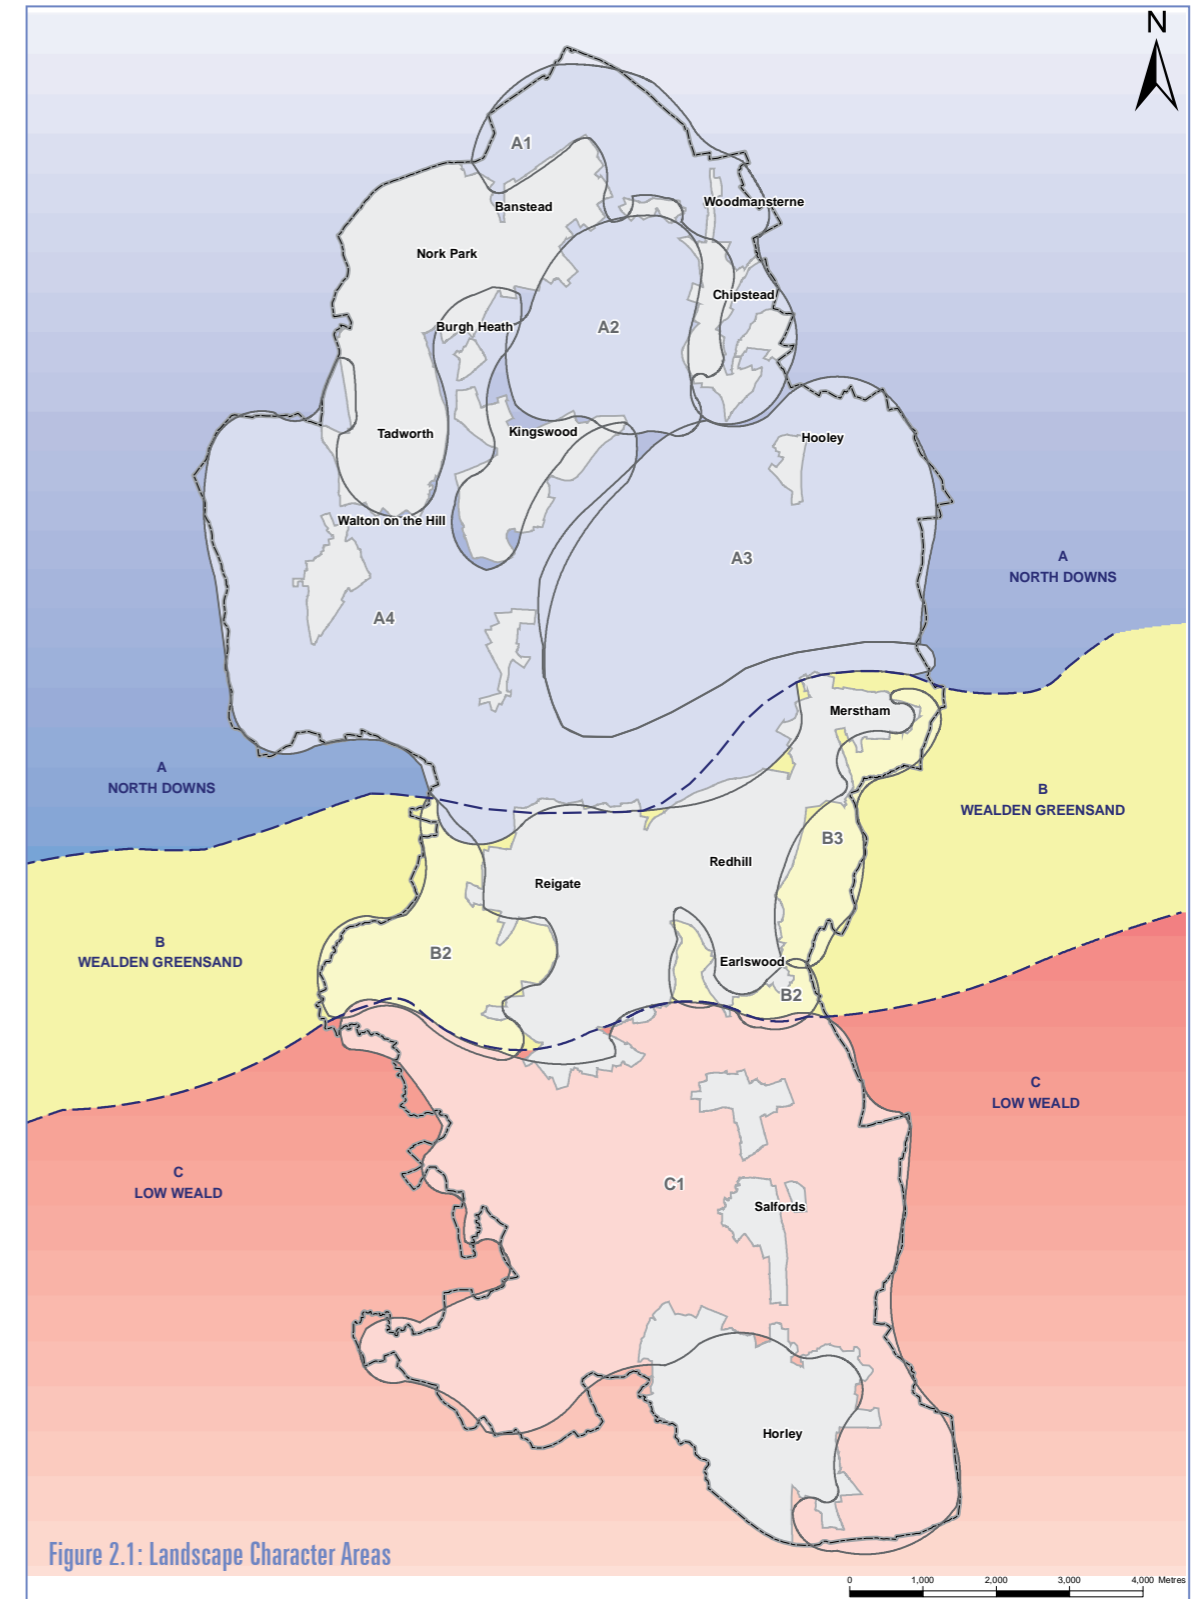 N
A1
Banstead
Woodmansterne
Nork Park
Chipstead
Burgh Heath
A2
Tadworth
Kingswood
Hooley
Walton on the Hill
A3
A
NORTH DOWNS
A4
Merstham
A
NORTH DOWNS
B
WEALDEN GREENSAND
B3
Redhill
Reigate
B
WEALDEN GREENSAND
B2
Earlswood
B2
C
LOW WEALD
C
LOW WEALD
C1
Salfords
Horley
Figure 2.1: Landscape Character Areas
0 1,000 2,000 3,000 4,000 Metres